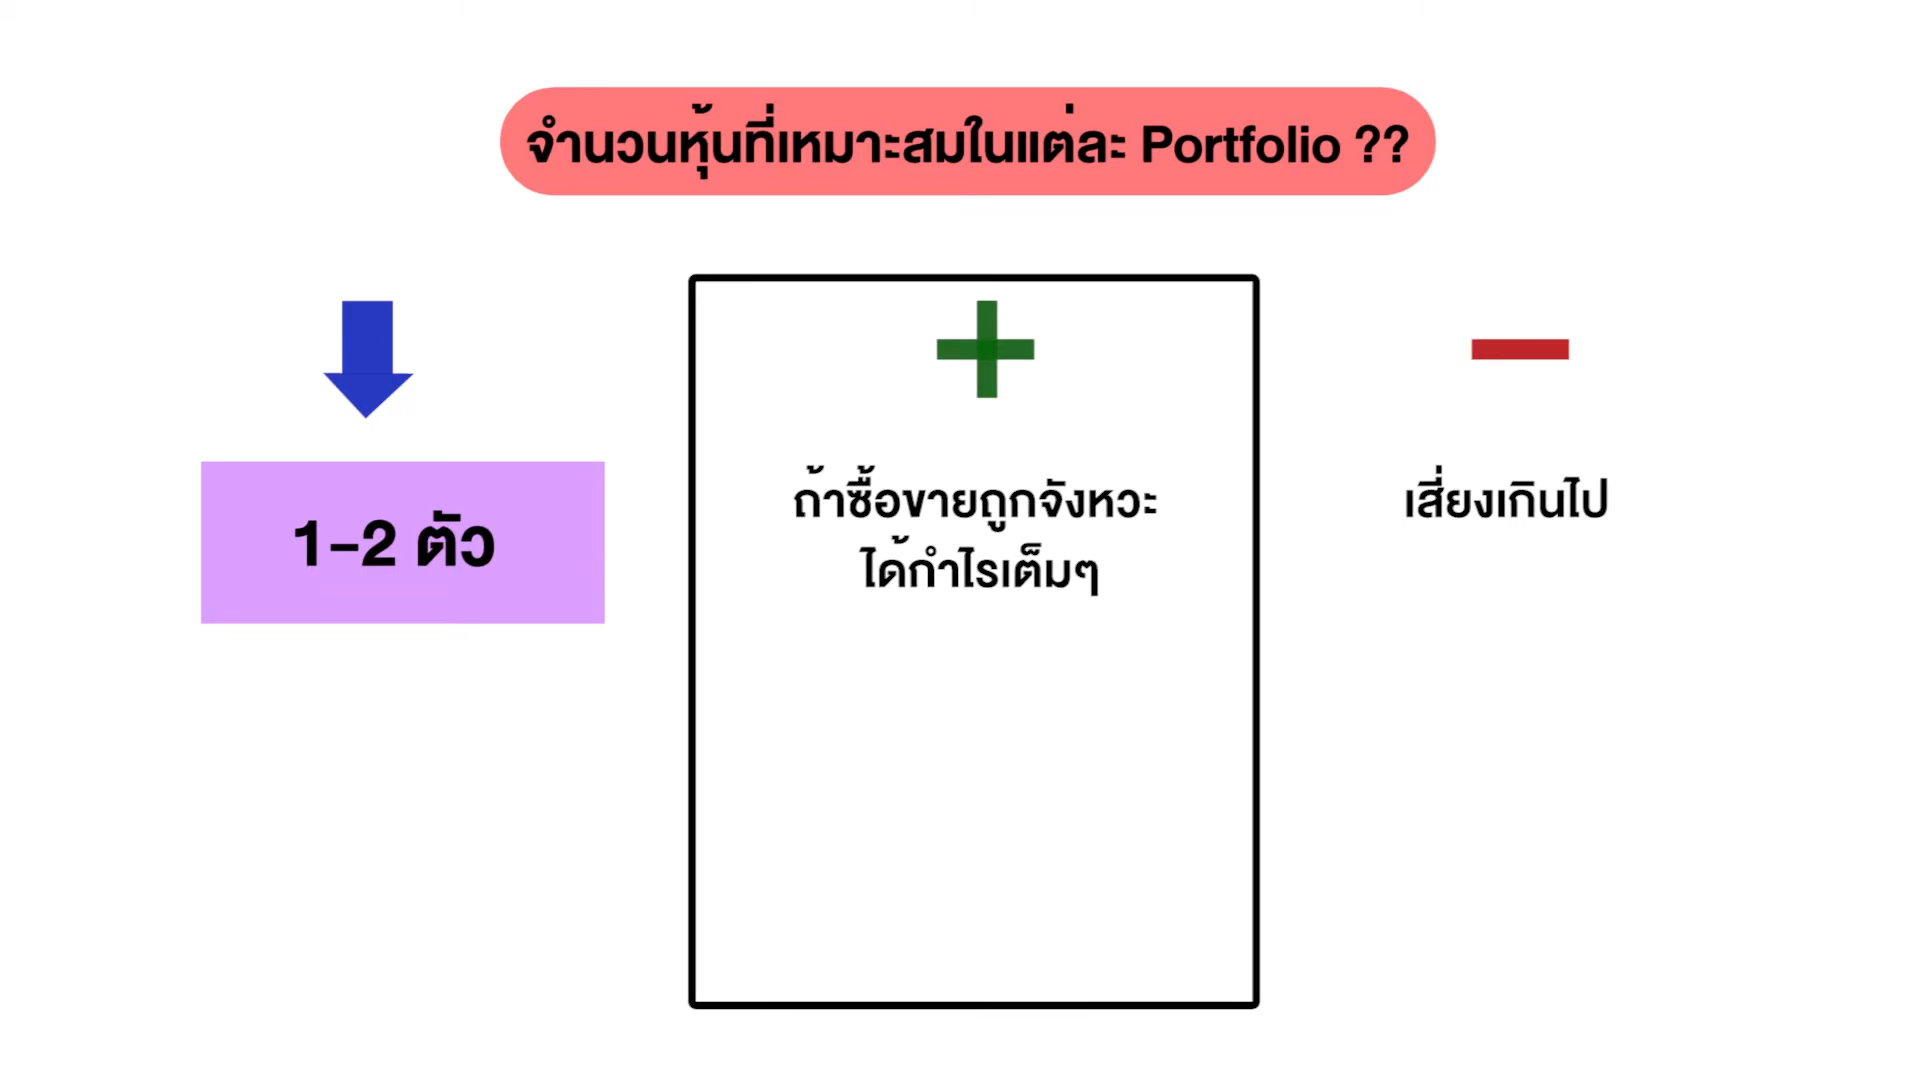 จำนวนหุ้นที่เหมาะสมในแต่ละ Portfolio ??
1-2 ตัว
ถ้าซื้อขายถูกจังหวะ
ได้กำไรเต็มๆ
เสี่ยงเกินไป